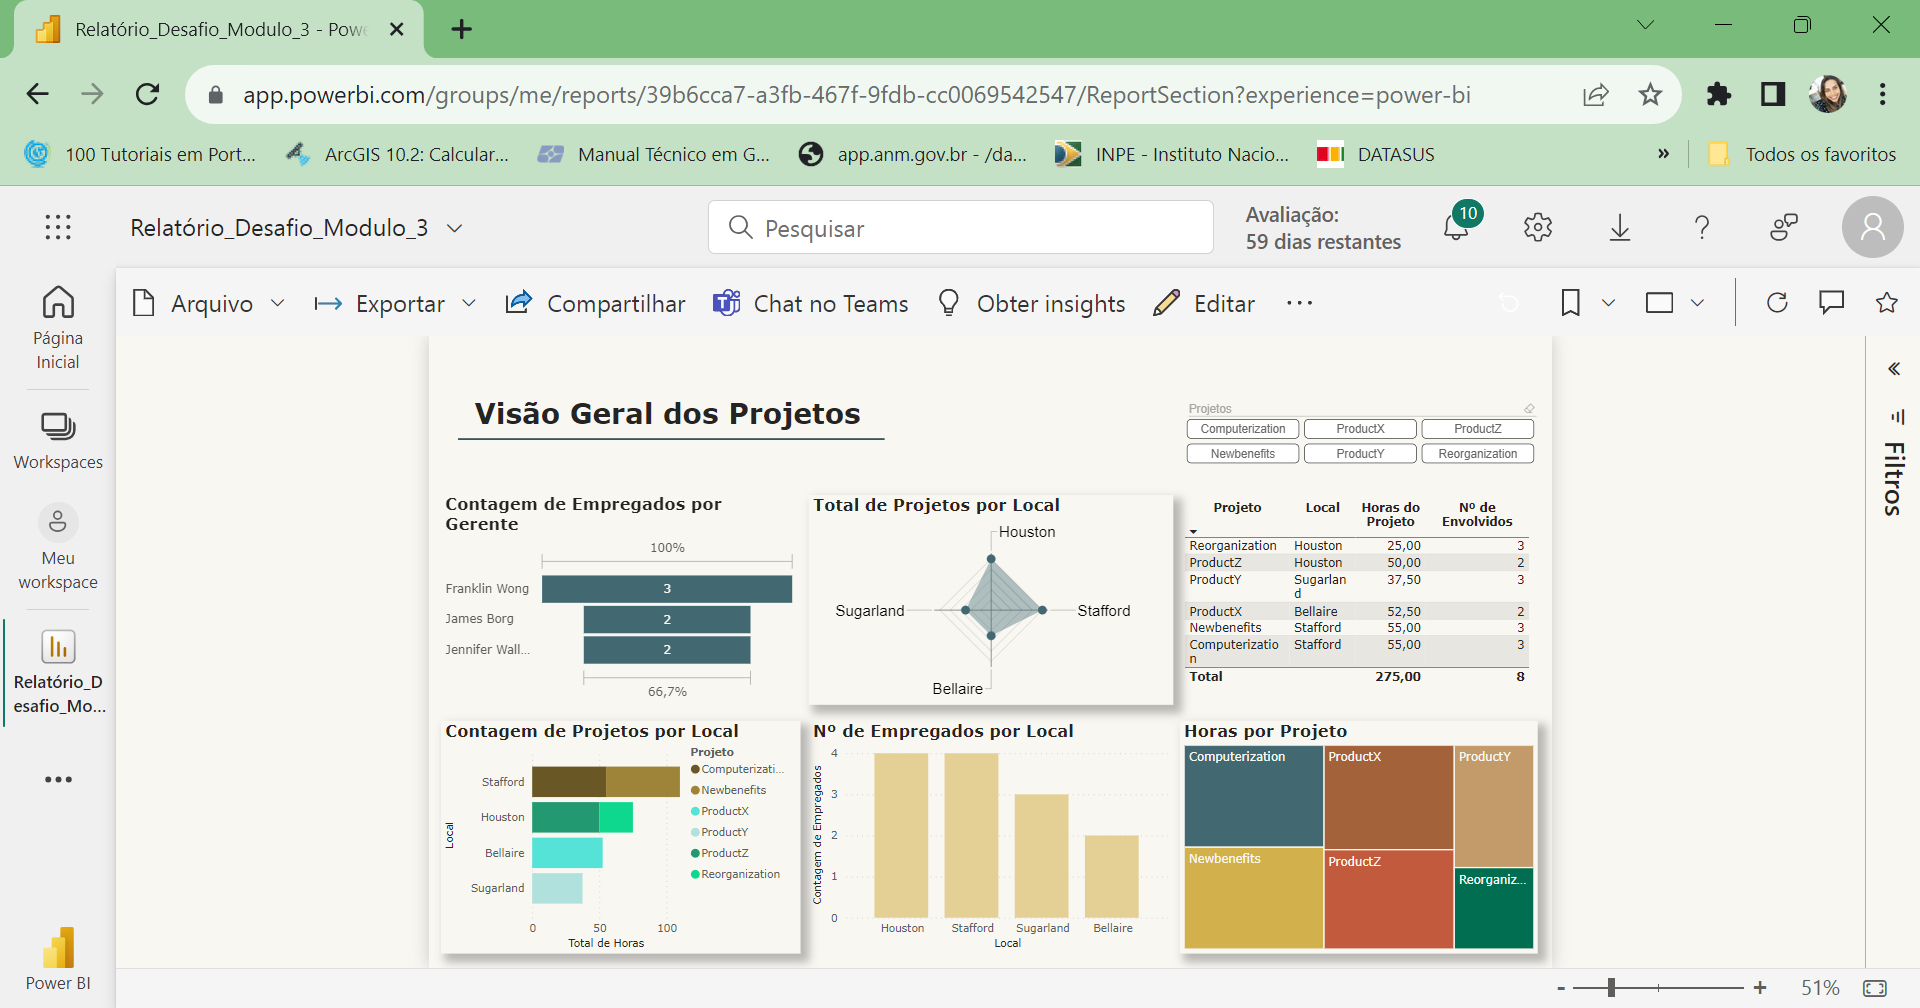 Relatório_Desafio_Modulo_3 - Powe
app.powerbi.com/groups/me/reports/39b6cca7-a3fb-467f-9fdb-cc0069542547/ReportSection?experience=power-bi
100 Tutoriais em Port...
ArcGIS 10.2: Calcular...
Manual Técnico em G...
app.anm.gov.br - /da...
INPE - Instituto Nacio...
DATASUS
»
Todos os favoritos
Relatório_Desafio_Modulo_3
Pesquisar
Avaliação:
59 dias restantes
10
Arquivo
Exportar
Compartilhar
Chat no Teams
Obter insights
Editar
Página
Inicial
Workspaces
Meu
workspace
Relatório_D
esafio_Mo...
Power BI
Filtros
Visão Geral dos Projetos
Projetos
Computerization ProductX ProductZ
Newbenefits ProductY Reorganization
Contagem de Empregados por
Gerente
100%
Franklin Wong 3
James Borg 2
Jennifer Wall... 2
66,7%
Total de Projetos por Local
Houston
Sugarland
Stafford
Bellaire
Projeto Local Horas do Nº de
Projeto Envolvidos
Reorganization Houston 25,00 3
ProductZ Houston 50,00 2
ProductY Sugarlan 37,50 3
d
ProductX Bellaire 52,50 2
Newbenefits Stafford 55,00 3
Computerizatio Stafford 55,00 3
n
Total 275,00 8
Contagem de Projetos por Local
Local
Stafford
Houston
Bellaire
Sugarland
0 50 100
Total de Horas
Projeto
Computerizati...
Newbenefits
ProductX
ProductY
ProductZ
Reorganization
Nº de Empregados por Local
Contagem de Empregados
4
3
2
1
0
Houston Stafford Sugarland Bellaire
Local
Horas por Projeto
Computerization
ProductX
ProductY
Newbenefits
ProductZ
Reorganiz...
- + 51%